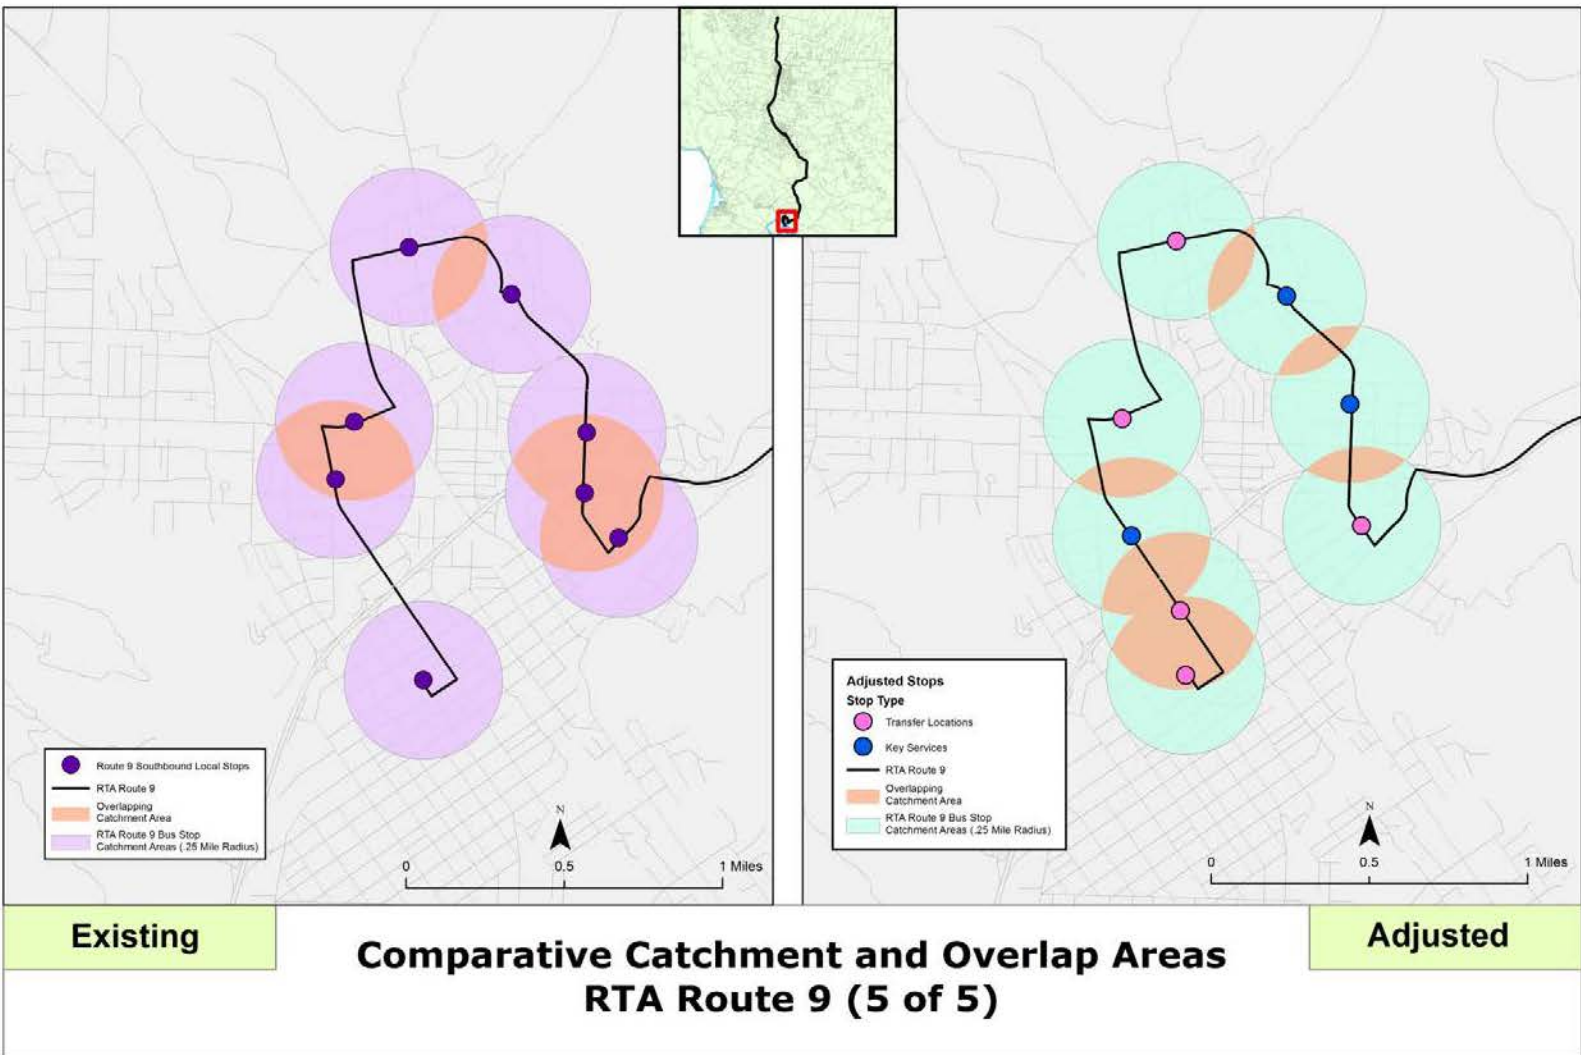 Route 9 Southbound Local Stops
RTA Route 9
Overlapping
Catchment Area
RTA Route 9 Bus Stop
Catchment Areas (.25 Mile Radius)
N
0
0.5
1 Miles
Adjusted Stops
Stop Type
Transfer Locations
Key Services
RTA Route 9
Overlapping
Catchment Area
RTA Route 9 Bus Stop
Catchment Areas (.25 Mile Radius)
N
0
0.5
1 Miles
Existing
Comparative Catchment and Overlap Areas
RTA Route 9 (5 of 5)
Adjusted